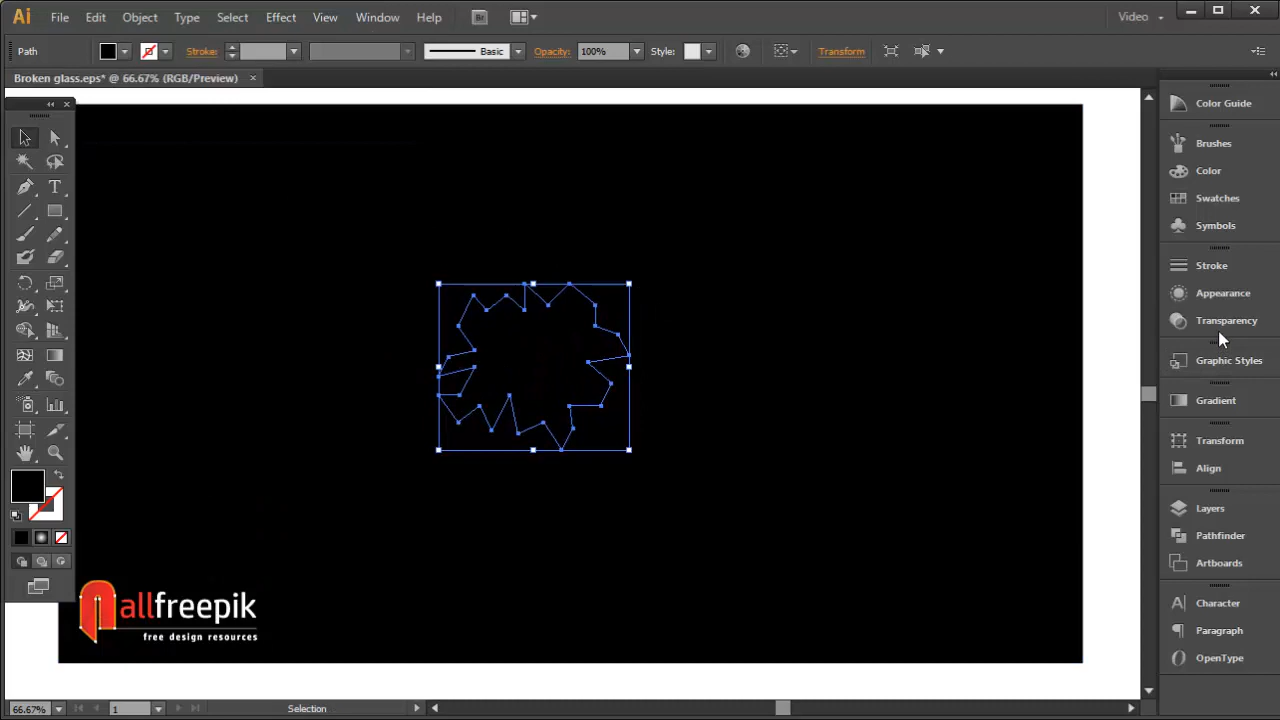 Ai File Edit Object Type Select Effect View Window Help Br Video
Path Stroke: Basic Opacity: 100% Style: Transform
Broken glass.eps* @ 66.67% (RGB/Preview) ×
Color Guide
Brushes
Color
Swatches
Symbols
Stroke
Appearance
Transparency
Graphic Styles
Gradient
Transform
Align
Layers
Pathfinder
Artboards
Character
Paragraph
OpenType
allfreepik
free design resources
66.67% 1 Selection